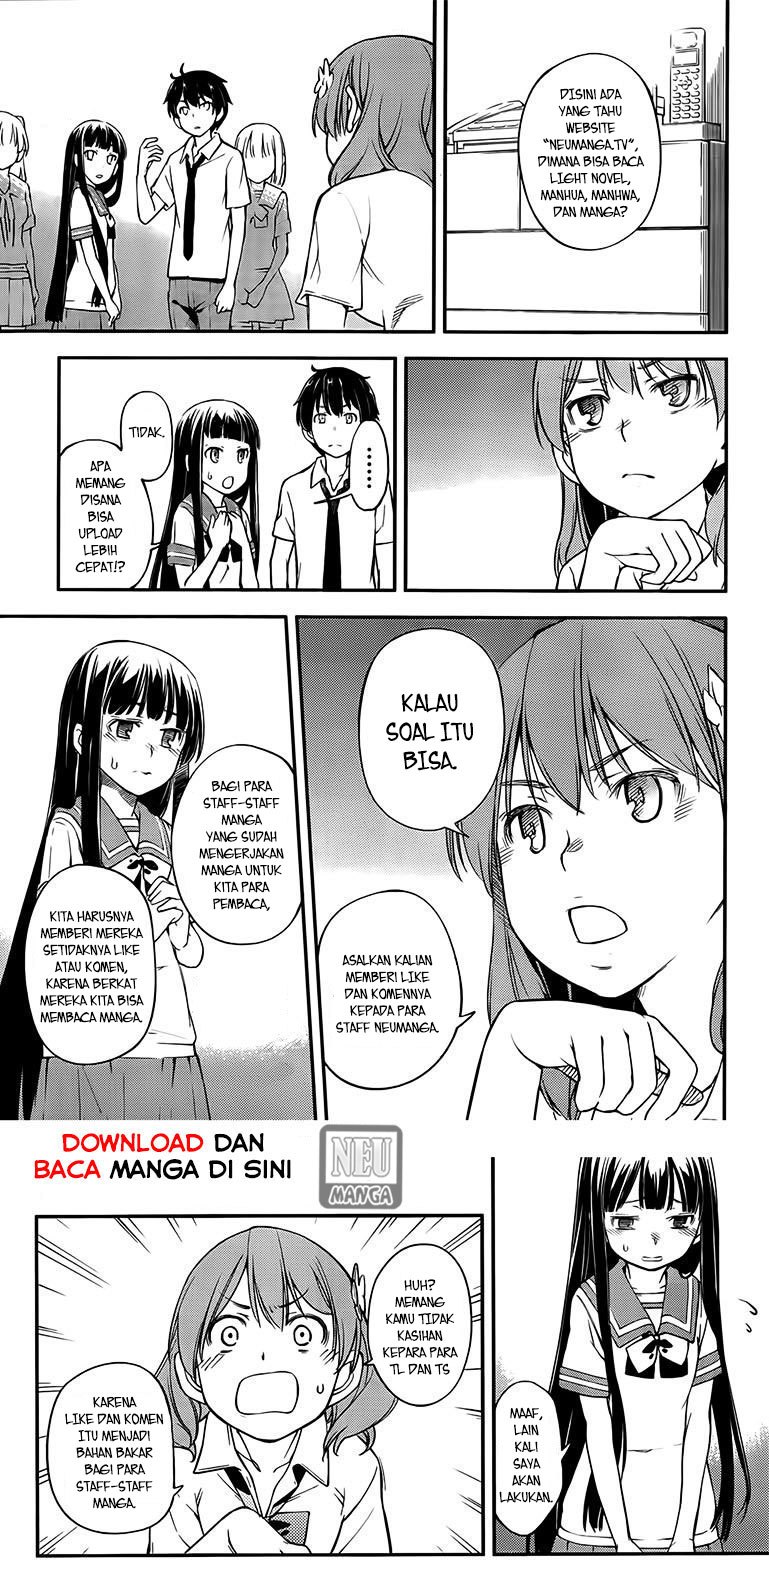 DISINI ADA
YANG TAHU
WEBSITE
"NEUMANGA.TV",
DIMANA BISA BACA
LIGHT NOVEL,
MANHUA, MANHWA,
DAN MANGA?
.....
TIDAK.
APA
MEMANG
DISANA
BISA
UPLOAD
LEBIH
CEPAT!?
KALAU
SOAL ITU
BISA.
ASALKAN KALIAN
MEMBERI LIKE
DAN KOMENNYA
KEPADA PARA
STAFF NEUMANGA.
BAGI PARA
STAFF-STAFF
MANGA
YANG SUDAH
MENGERJAKAN
MANGA UNTUK
KITA PARA
PEMBACA,
KITA HARUSNYA
MEMBERI MEREKA
SETIDAKNYA LIKE
ATAU KOMEN,
KARENA BERKAT
MEREKA KITA BISA
MEMBACA MANGA.
DOWNLOAD DAN
BACA MANGA DI SINI
NEU
MANGA
MAAF,
LAIN
KALI
SAYA
AKAN
LAKUKAN.
HUH?
MEMANG
KAMU TIDAK
KASIHAN
KEPARA PARA
TL DAN TS
KARENA
LIKE DAN KOMEN
ITU MENJADI
BAHAN BAKAR
BAGI PARA
STAFF-STAFF
MANGA.